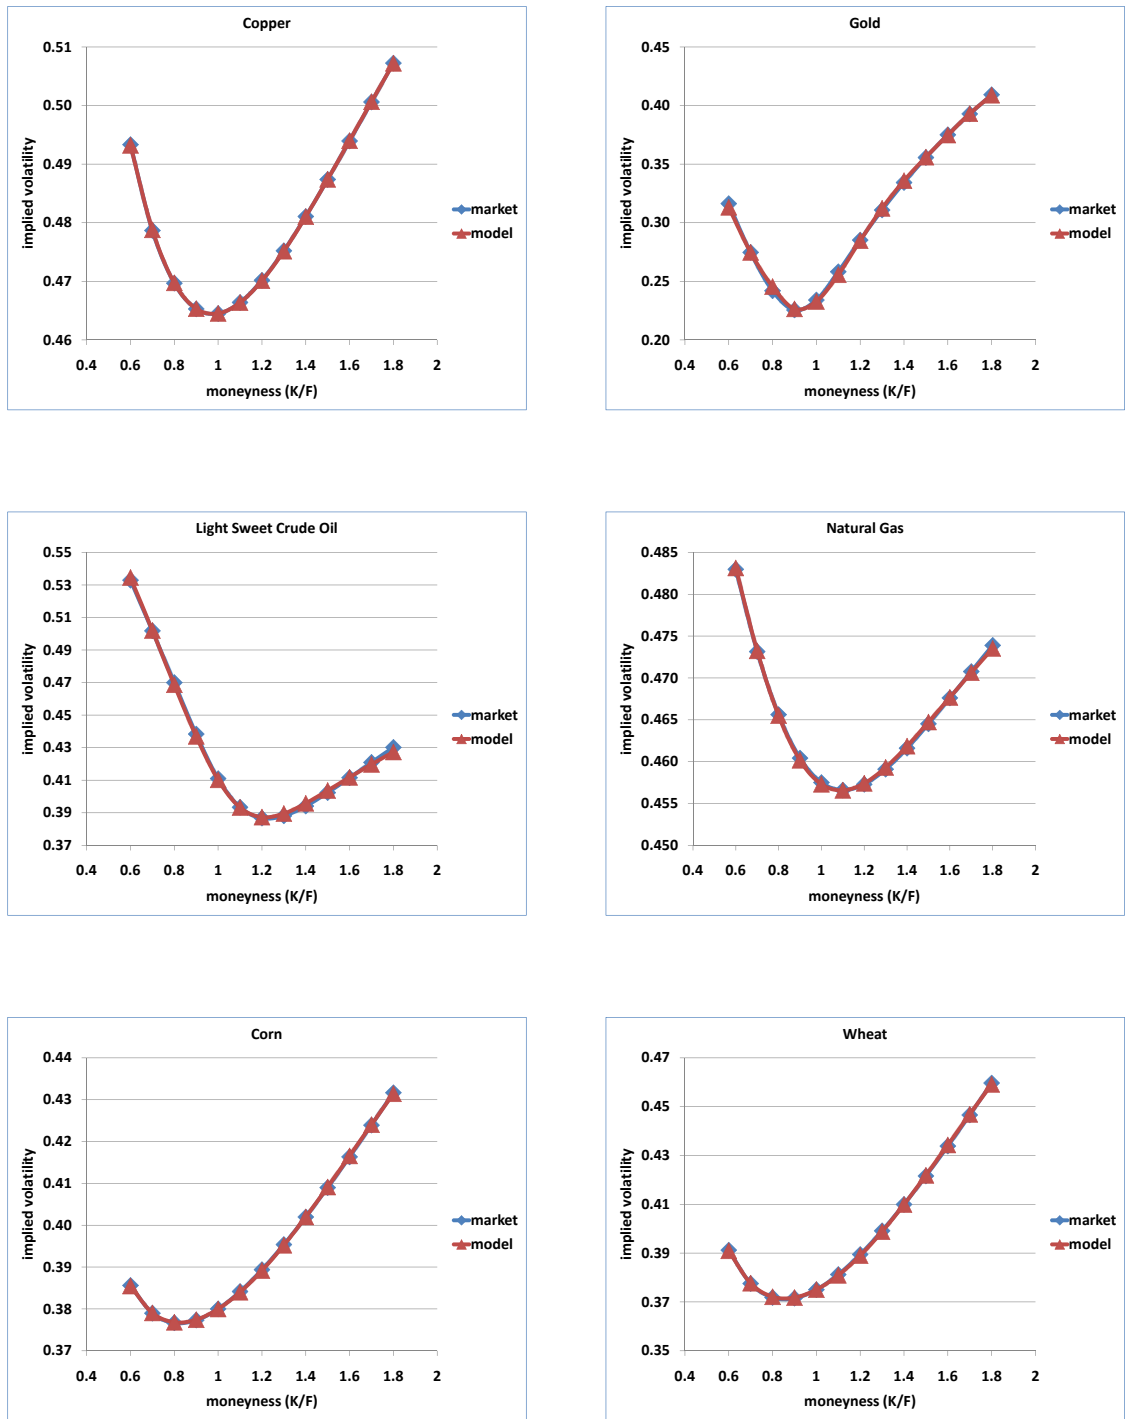 Copper
0.51
0.50
0.49
0.48
0.47
0.46
implied volatility
0.4 0.6 0.8 1 1.2 1.4 1.6 1.8 2
moneyness (K/F)
market
model
Gold
0.45
0.40
0.35
0.30
0.25
0.20
implied volatility
0.4 0.6 0.8 1 1.2 1.4 1.6 1.8 2
moneyness (K/F)
market
model
Light Sweet Crude Oil
0.55
0.53
0.51
0.49
0.47
0.45
0.43
0.41
0.39
0.37
implied volatility
0.4 0.6 0.8 1 1.2 1.4 1.6 1.8 2
moneyness (K/F)
market
model
Natural Gas
0.485
0.480
0.475
0.470
0.465
0.460
0.455
0.450
implied volatility
0.4 0.6 0.8 1 1.2 1.4 1.6 1.8 2
moneyness (K/F)
market
model
Corn
0.44
0.43
0.42
0.41
0.40
0.39
0.38
0.37
implied volatility
0.4 0.6 0.8 1 1.2 1.4 1.6 1.8 2
moneyness (K/F)
market
model
Wheat
0.47
0.45
0.43
0.41
0.39
0.37
0.35
implied volatility
0.4 0.6 0.8 1 1.2 1.4 1.6 1.8 2
moneyness (K/F)
market
model